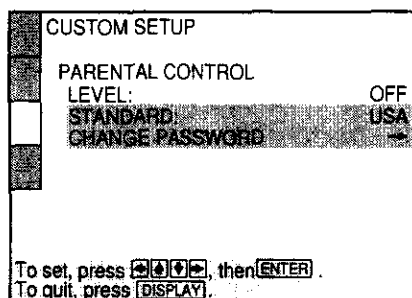 CUSTOM SETUP
PARENTAL CONTROL
LEVEL: OFF
STANDARD: USA
CHANGE PASSWORD →
To set, press ←↑↓→, then ENTER .
To quit, press DISPLAY.